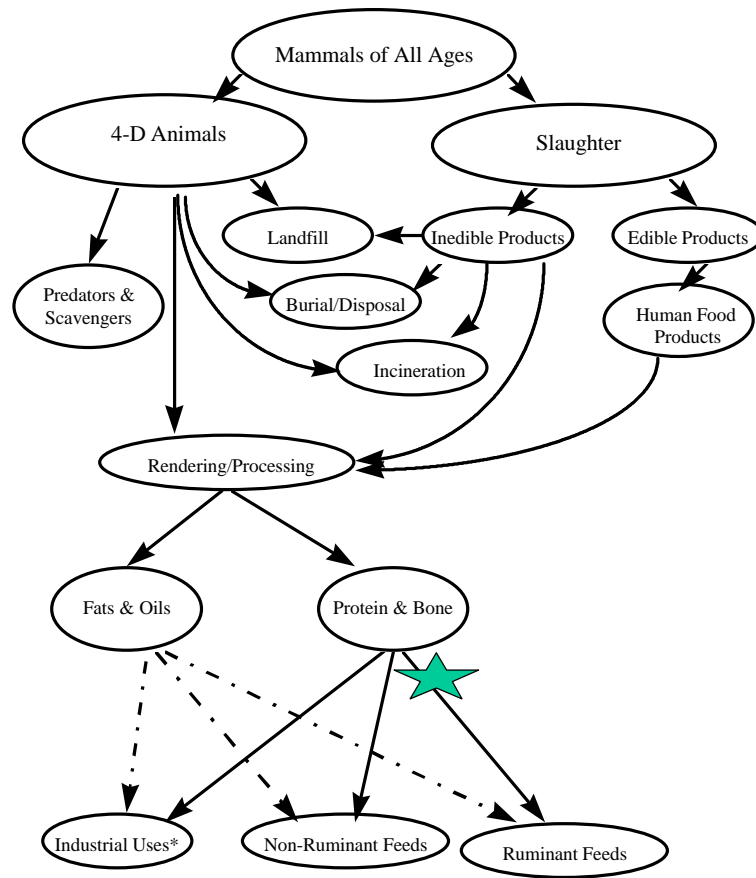 Mammals of All Ages
4-D Animals
Slaughter
Landfill
Inedible Products
Edible Products
Predators &
Scavengers
Burial/Disposal
Human Food
Products
Incineration
Rendering/Processing
Fats & Oils
Protein & Bone
Industrial Uses*
Non-Ruminant Feeds
Ruminant Feeds